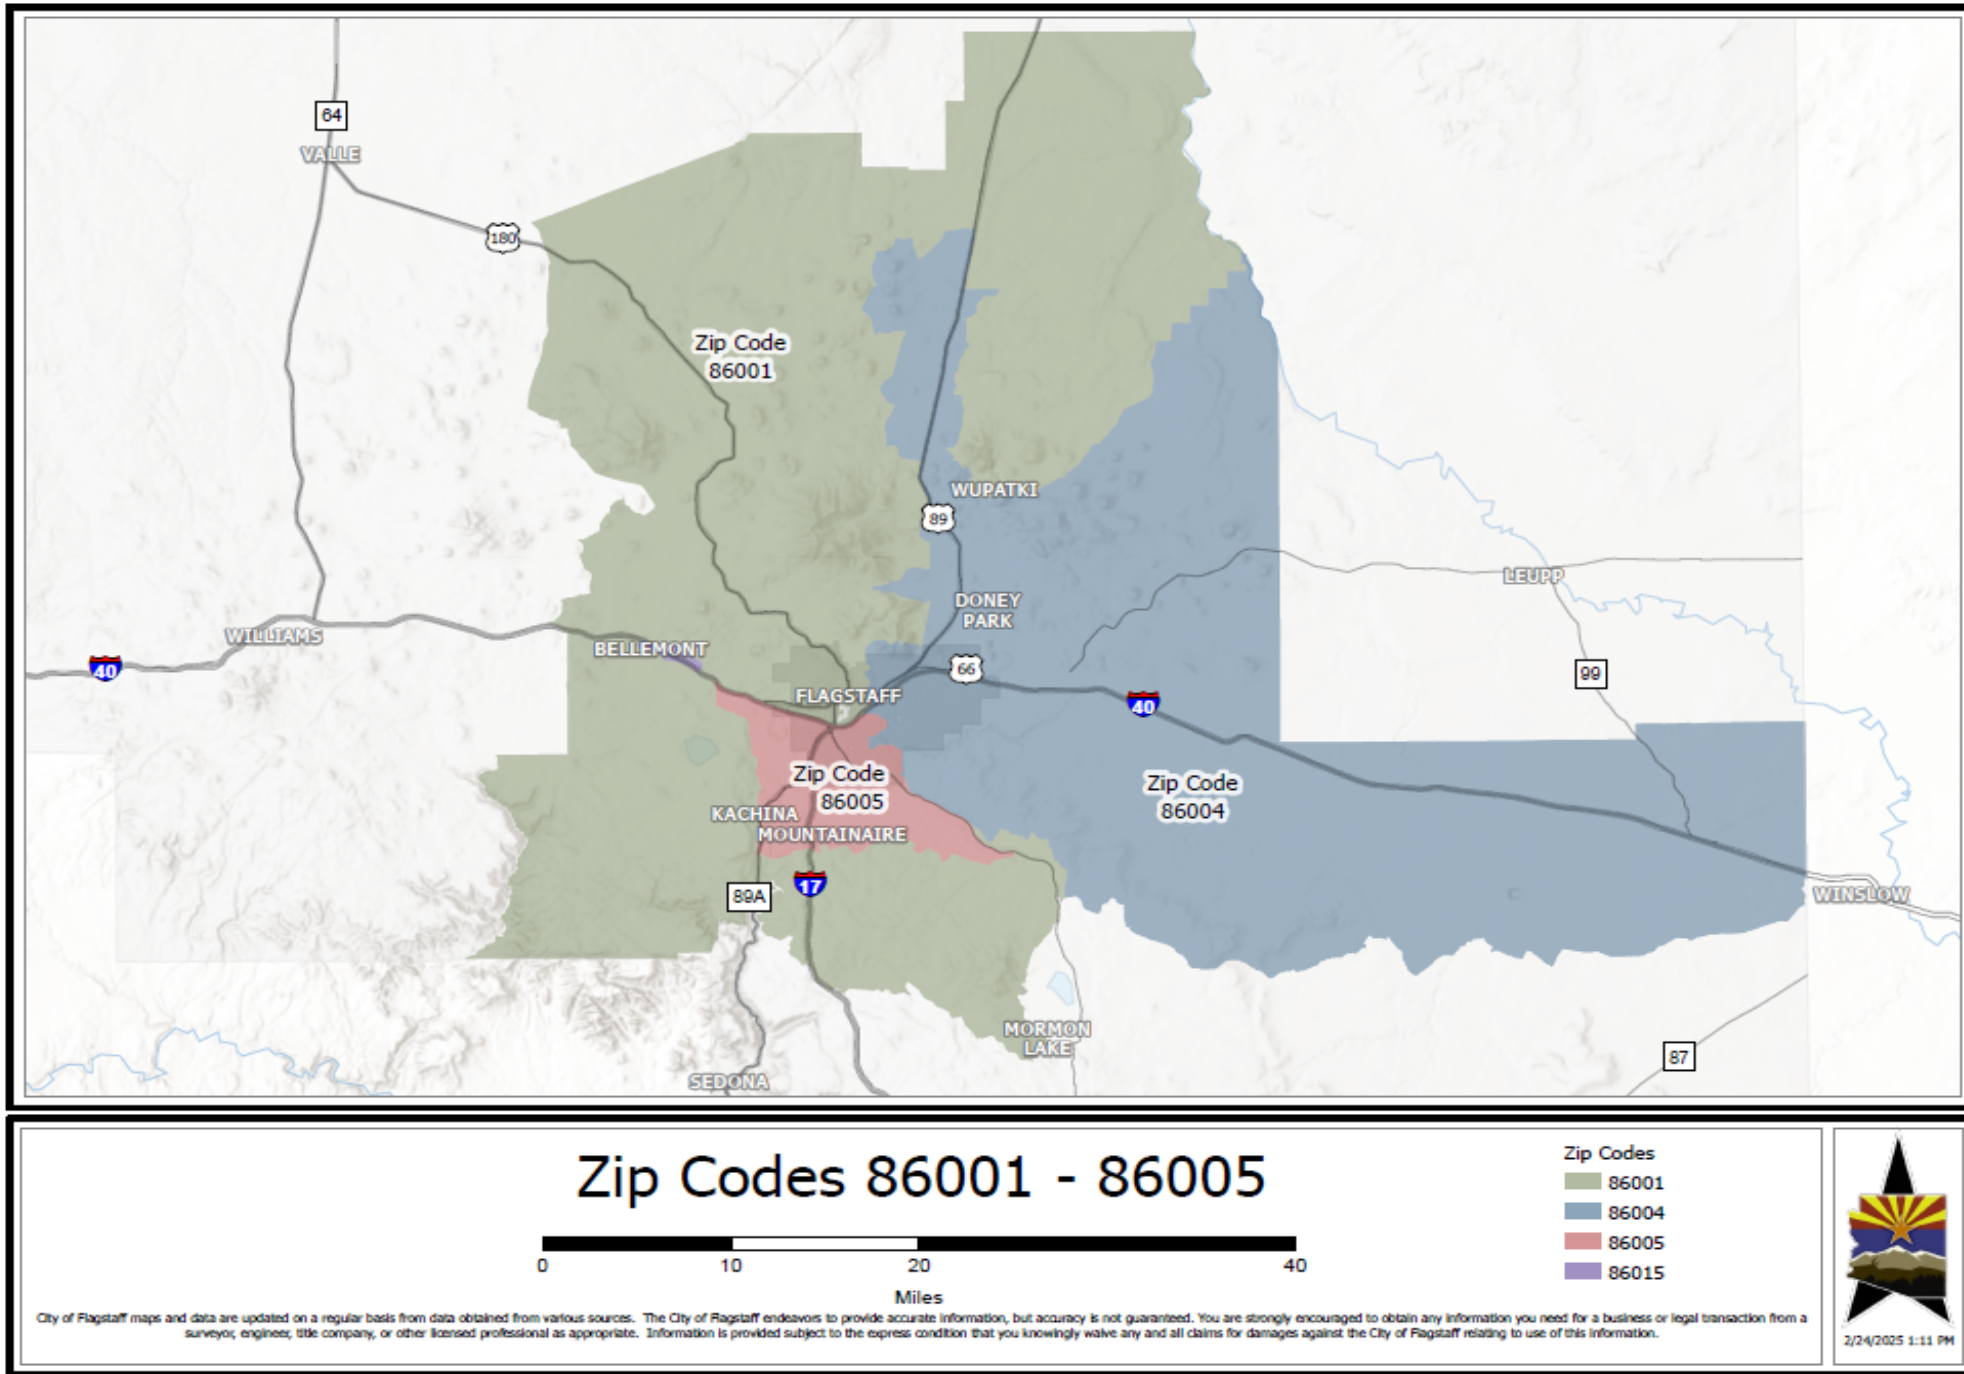 64
VALLE
180
Zip Code
86001
WUPATKI
89
LEUPP
DONEY
PARK
WILLIAMS
BELLEMONT
40
66
99
FLAGSTAFF
40
Zip Code
86005
Zip Code
86004
KACHINA
MOUNTAINAIRE
17
89A
WINSLOW
MORMON
LAKE
87
SEDONA
Zip Codes 86001 - 86005
0 10 20 40
Miles
Zip Codes
86001
86004
86005
86015
City of Flagstaff maps and data are updated on a regular basis from data obtained from various sources. The City of Flagstaff endeavors to provide accurate information, but accuracy is not guaranteed. You are strongly encouraged to obtain any information you need for a business or legal transaction from a
surveyor, engineer, title company, or other licensed professional as appropriate. Information is provided subject to the express condition that you knowingly waive any and all claims for damages against the City of Flagstaff relating to use of this information.
2/24/2025 1:11 PM